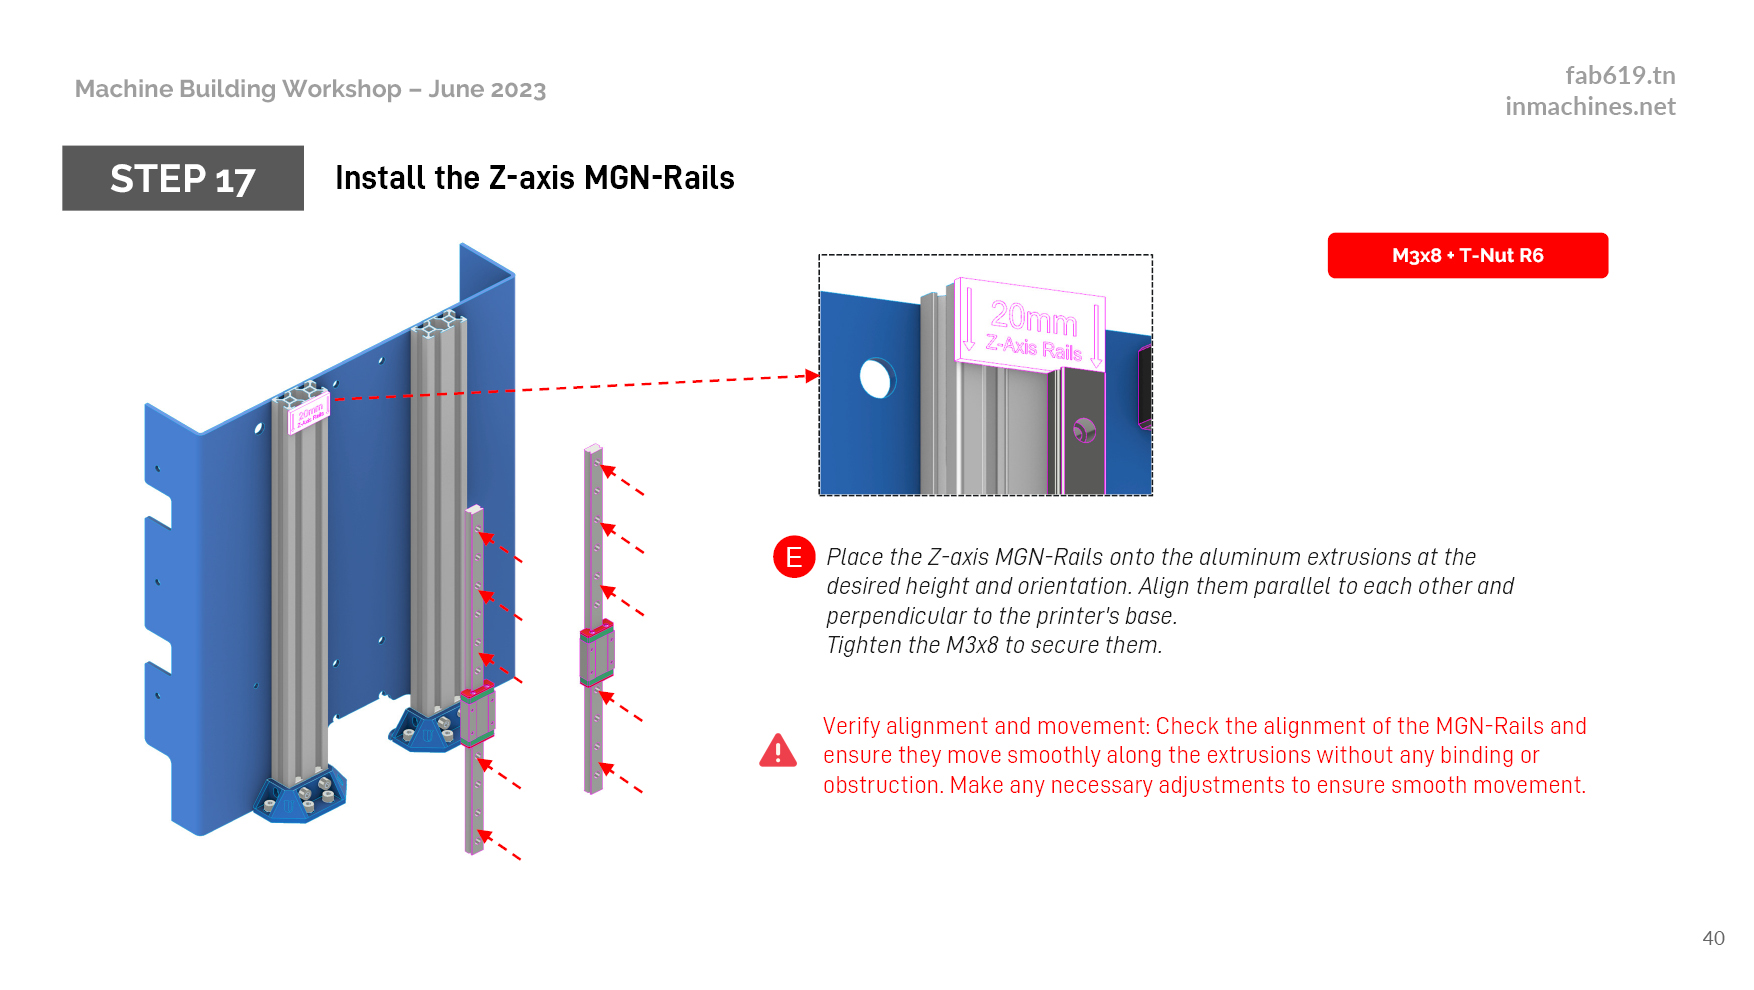 Machine Building Workshop – June 2023
fab619.tn
inmachines.net
STEP 17
Install the Z-axis MGN-Rails
M3x8 + T-Nut R6
20mm
Z-Axis Rails
20mm
Z-Axis Rails
E
Place the Z-axis MGN-Rails onto the aluminum extrusions at the
desired height and orientation. Align them parallel to each other and
perpendicular to the printer's base.
Tighten the M3x8 to secure them.
Verify alignment and movement: Check the alignment of the MGN-Rails and
ensure they move smoothly along the extrusions without any binding or
obstruction. Make any necessary adjustments to ensure smooth movement.
40